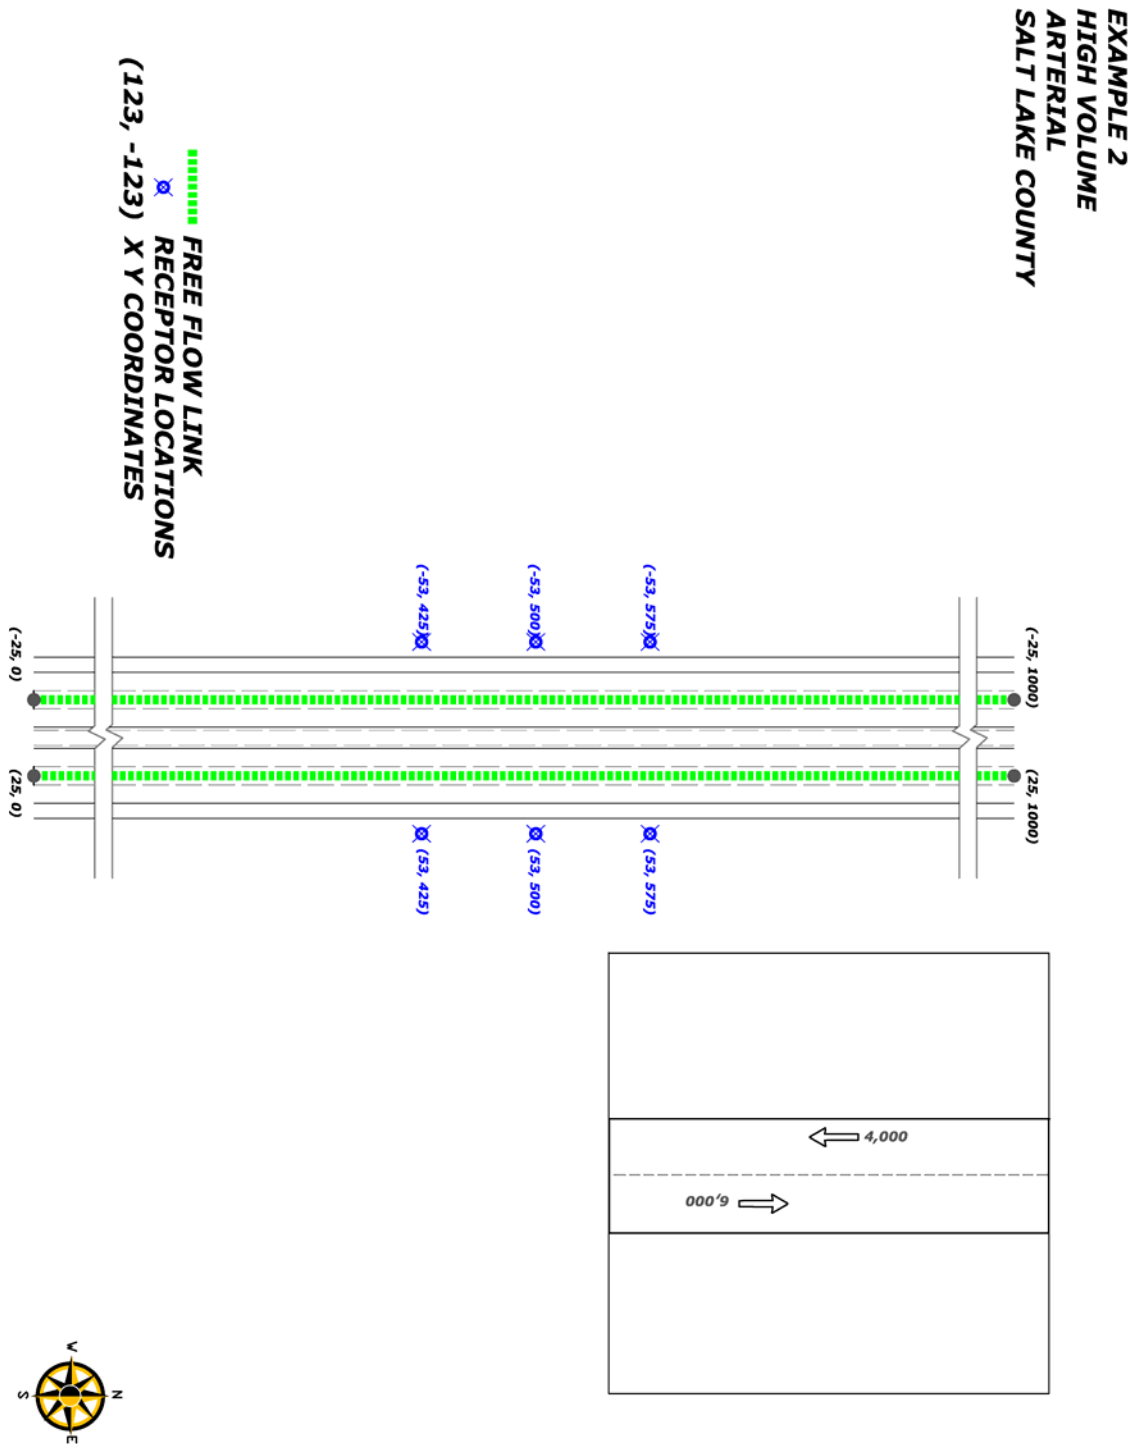 EXAMPLE 2
HIGH VOLUME
ARTERIAL
SALT LAKE COUNTY
FREE FLOW LINK
RECEPTOR LOCATIONS
(123, -123) X Y COORDINATES
(-25, 1000)
(25, 1000)
(-53, 575)
(53, 575)
(-53, 500)
(53, 500)
(-53, 425)
(53, 425)
(-25, 0)
(25, 0)
4,000
6,000
N
W
E
S